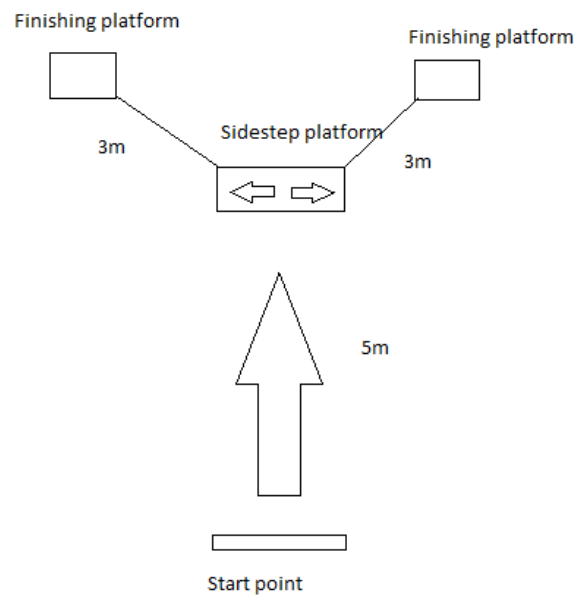 Finishing platform
Finishing platform
Sidestep platform
3m
3m
5m
Start point